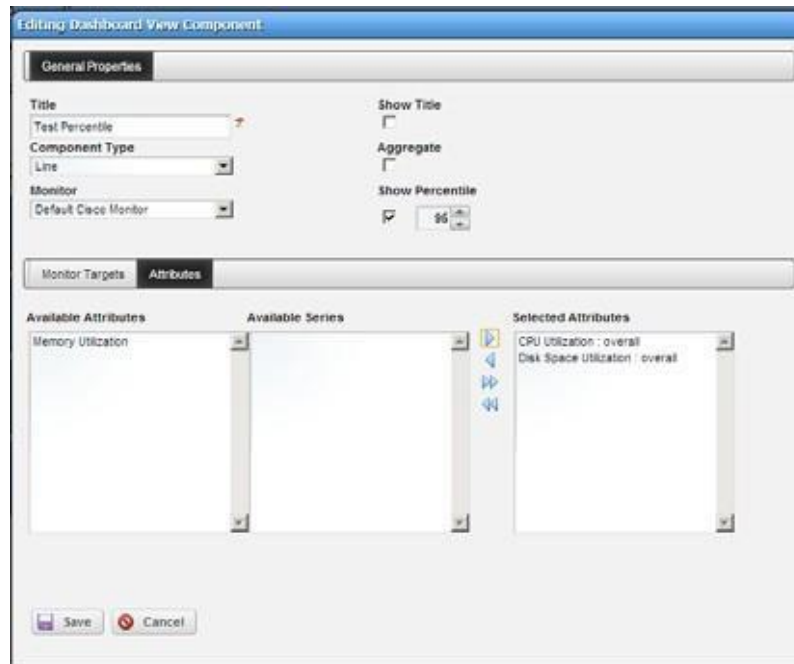 Editing Dashboard View Component
General Properties
Title
Test Percentile
Show Title
Component Type
Line
Aggregate
Monitor
Default Cisco Monitor
Show Percentile
95
Monitor Targets
Attributes
Available Attributes
Available Series
Selected Attributes
Memory Utilization
CPU Utilization : overall
Disk Space Utilization : overall
Save
Cancel